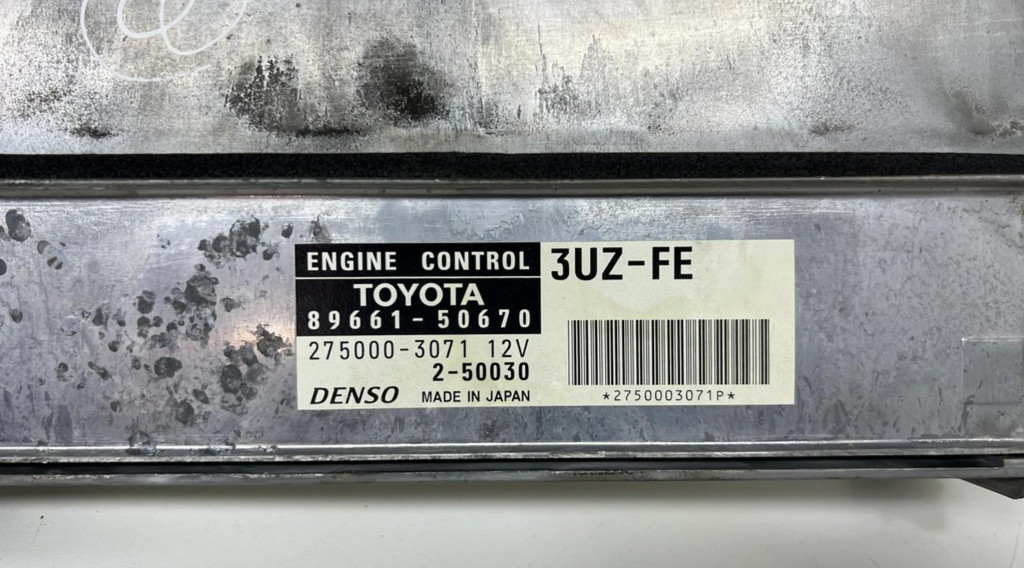 ENGINE CONTROL
3UZ-FE
TOYOTA
89661-50670
275000-3071 12V
2-50030
DENSO MADE IN JAPAN
*2750003071P*